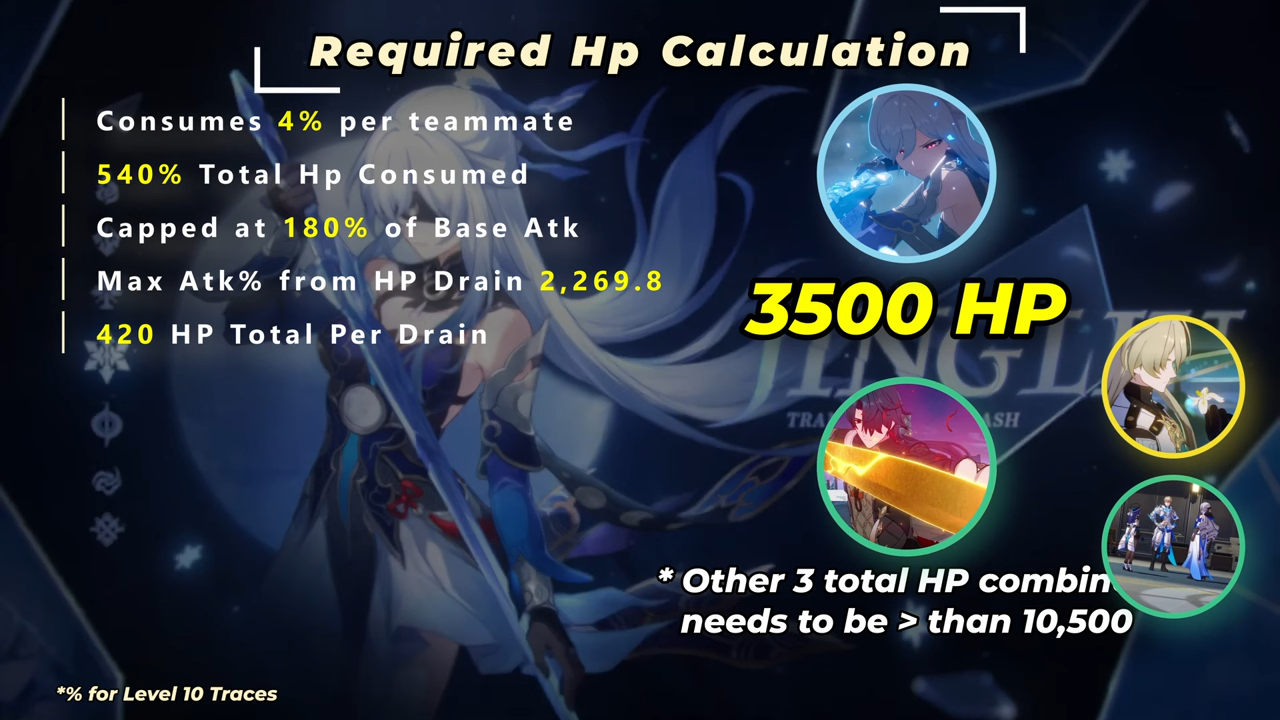 Required Hp Calculation
Consumes 4% per teammate
540% Total Hp Consumed
Capped at 180% of Base Atk
Max Atk% from HP Drain 2,269.8
420 HP Total Per Drain
3500 HP
JINGLIU
* Other 3 total HP combin
needs to be > than 10,500
*% for Level 10 Traces